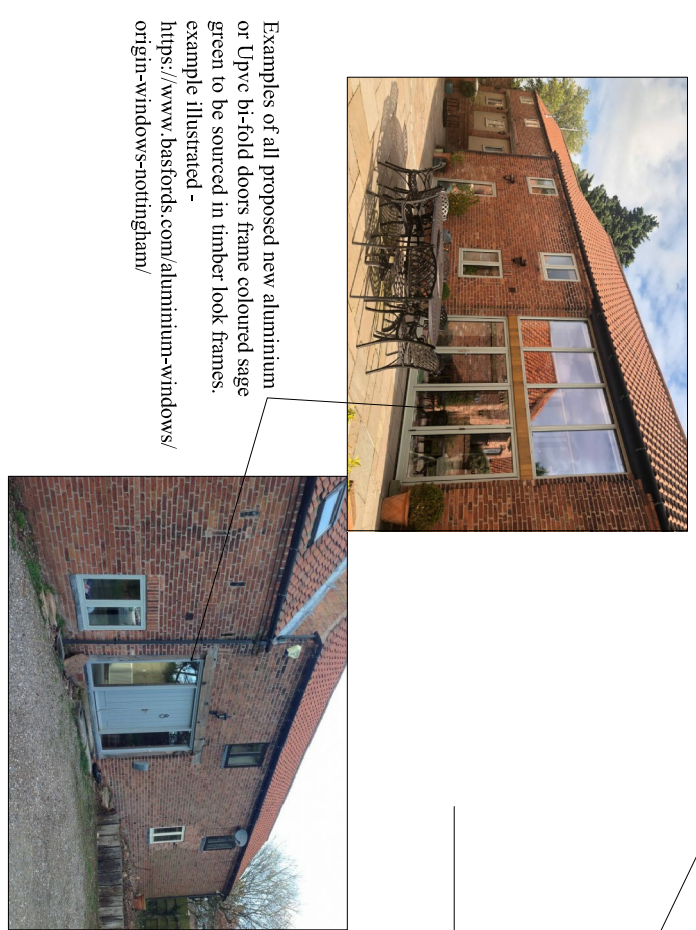 Examples of all proposed new aluminium
or Upvc bi-fold doors frame coloured sage
green to be sourced in timber look frames.
example illustrated -
https://www.basfords.com/aluminium-windows/
origin-windows-nottingham/